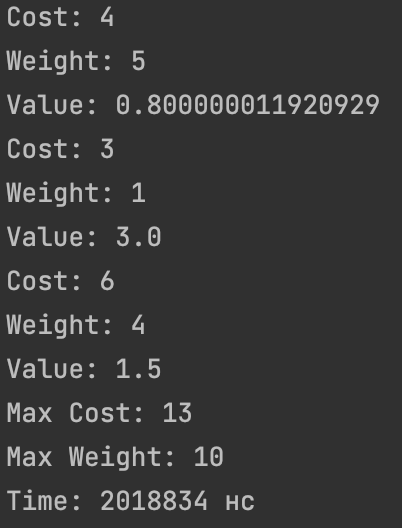 Cost: 4
Weight: 5
Value: 0.800000011920929
Cost: 3
Weight: 1
Value: 3.0
Cost: 6
Weight: 4
Value: 1.5
Max Cost: 13
Max Weight: 10
Time: 2018834 нс